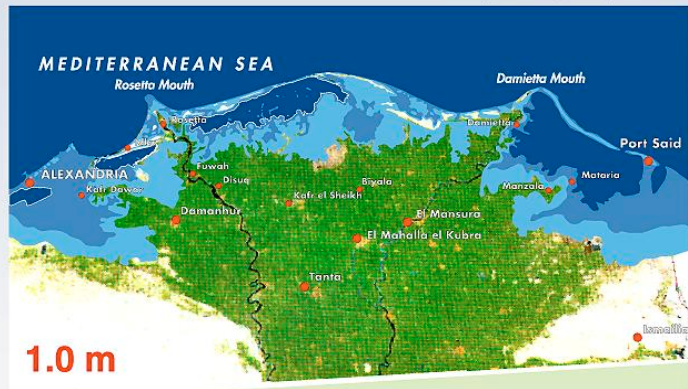 MEDITERRANEAN SEA
Rosetta Mouth
Damietta Mouth
Rosetta
Damietta
Port Said
ALEXANDRIA
Kafr Dawar
Fuwah
Disuq
Biyala
Kafr el Sheikh
Manzala
Mataria
Damanhur
El Mansura
El Mahalla el Kubra
Tanta
Ismailia
1.0 m